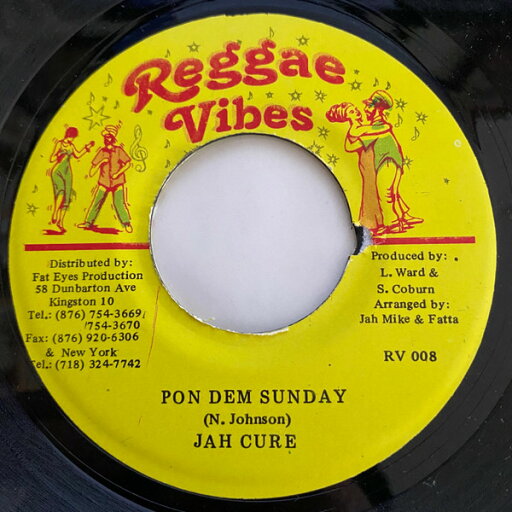 Reggae
Vibes
Distributed by:
Fat Eyes Production
58 Dunbarton Ave
Kingston 10
Tel.: (876) 754-3669
754-3670
Fax: (876) 920-6306
& New York
Tel.: (718) 324-7742
Produced by:
L. Ward &
S. Coburn
Arranged by:
Jah Mike & Fatta
RV 008
PON DEM SUNDAY
(N. Johnson)
JAH CURE